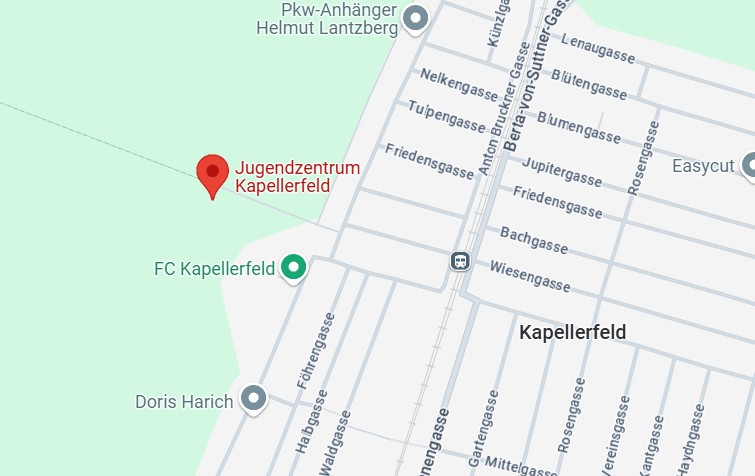 Pkw-Anhänger
Helmut Lantzberg
Künzlga
Anton Bruckner Gasse
Berta-von-Suttner-Gass
Lenaugasse
Nelkengasse
Blütengasse
Tulpengasse
Blumengasse
Friedensgasse
Jupitergasse
Rosengasse
Easycut
Jugendzentrum
Kapellerfeld
Friedensgasse
Bachgasse
FC Kapellerfeld
Wiesengasse
Kapellerfeld
Föhrengasse
Doris Harich
Haibgasse
Waldgasse
nengasse
Gartengasse
Rosengasse
Vereinsgasse
Kantgasse
Haydngasse
Mittelgasse